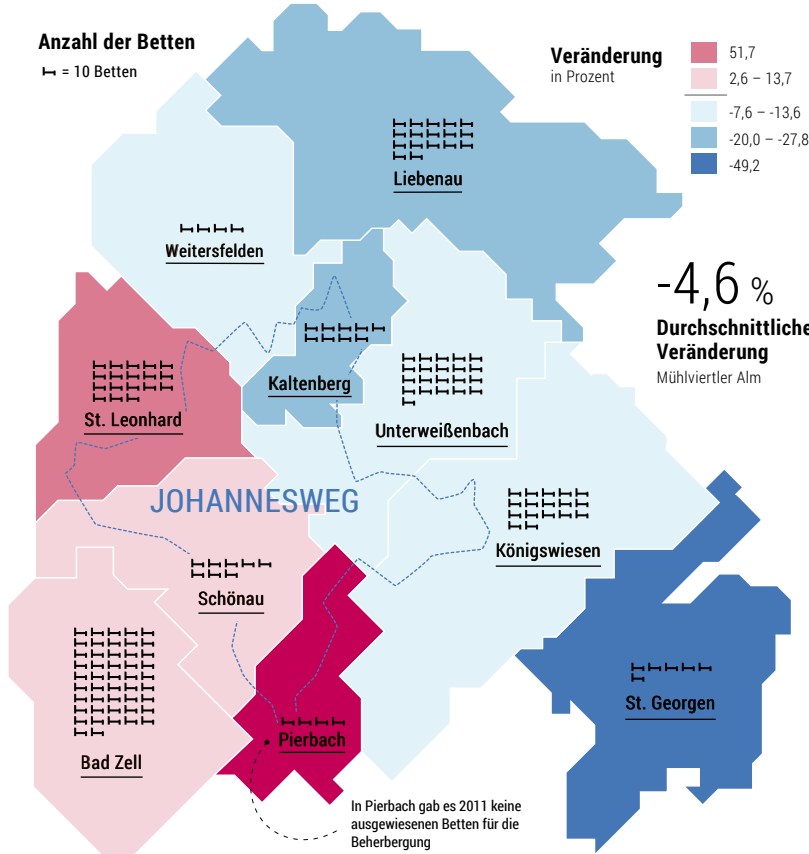 Anzahl der Betten
= 10 Betten
Veränderung
in Prozent
51,7
2,6 – 13,7
-7,6 – -13,6
-20,0 – -27,8
-49,2
Liebenau
Weitersfelden
-4,6 %
Durchschnittliche
Veränderung
Mühlviertler Alm
Kaltenberg
St. Leonhard
Unterweißenbach
JOHANNESWEG
Königswiesen
Schönau
St. Georgen
Pierbach
Bad Zell
In Pierbach gab es 2011 keine
ausgewiesenen Betten für die
Beherbergung